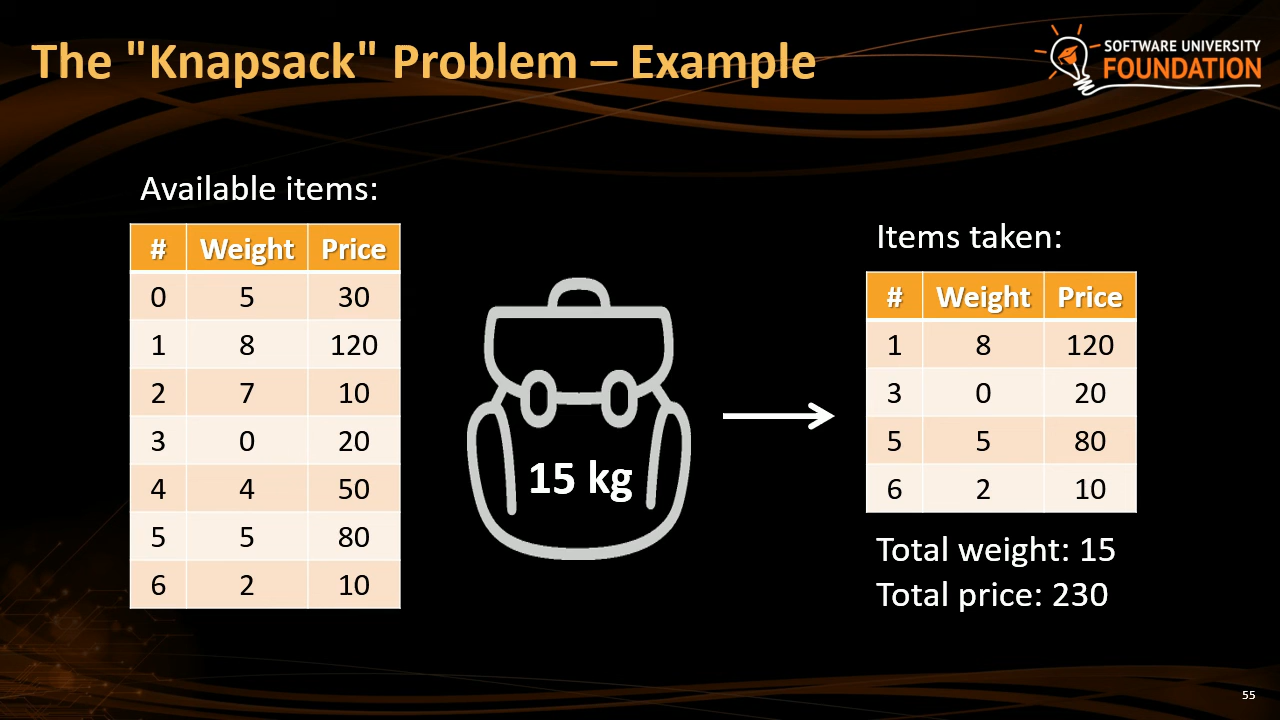 The "Knapsack" Problem – Example
SOFTWARE UNIVERSITY
FOUNDATION
Available items:
# Weight Price
0 5 30
1 8 120
2 7 10
3 0 20
4 4 50
5 5 80
6 2 10
15 kg
Items taken:
# Weight Price
1 8 120
3 0 20
5 5 80
6 2 10
Total weight: 15
Total price: 230
55